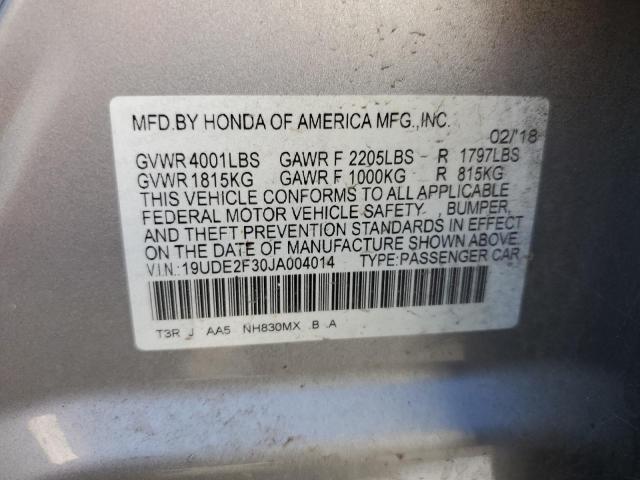 MFD.BY HONDA OF AMERICA MFG.,INC.
02/'18
GVWR 4001LBS GAWR F 2205LBS - R 1797LBS
GVWR 1815KG GAWR F 1000KG R 815KG
THIS VEHICLE CONFORMS TO ALL APPLICABLE
FEDERAL MOTOR VEHICLE SAFETY, BUMPER,
AND THEFT PREVENTION STANDARDS IN EFFECT
ON THE DATE OF MANUFACTURE SHOWN ABOVE.
V.I.N.:19UDE2F30JA004014 TYPE:PASSENGER CAR
T3R J AA5 NH830MX .B .A